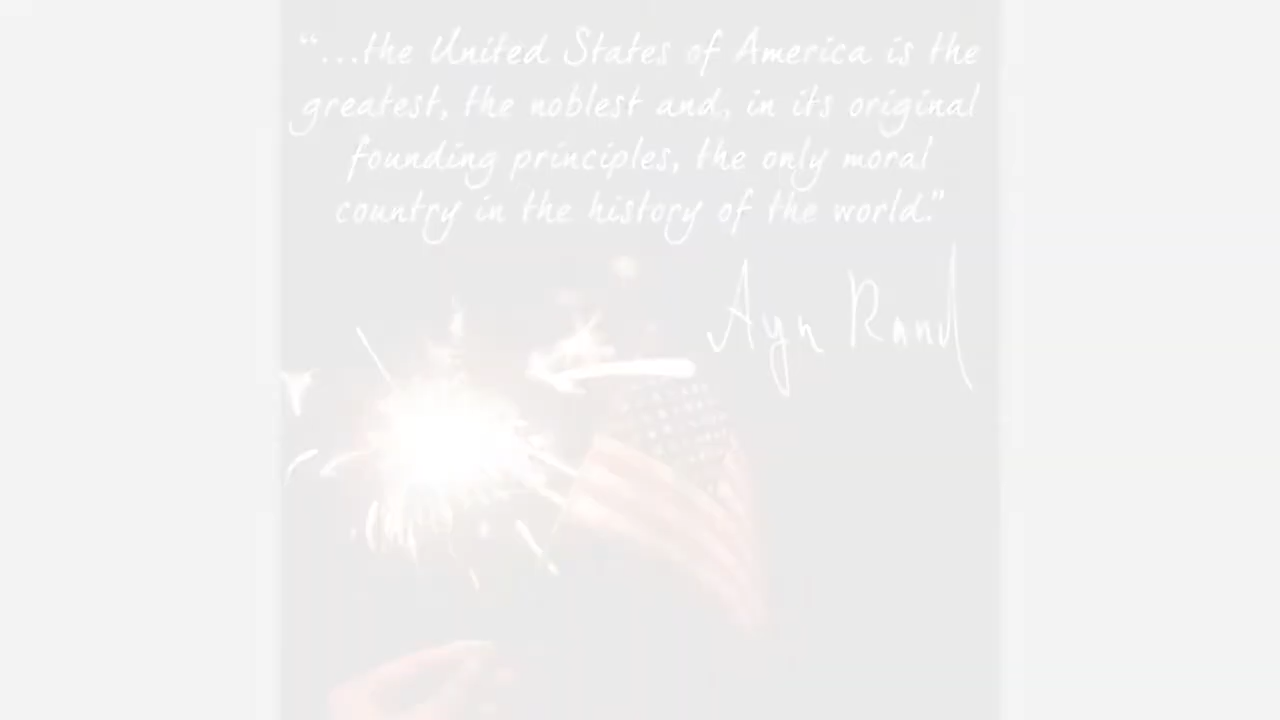 “...the United States of America is the
greatest, the noblest and, in its original
founding principles, the only moral
country in the history of the world.”
Ayn Rand